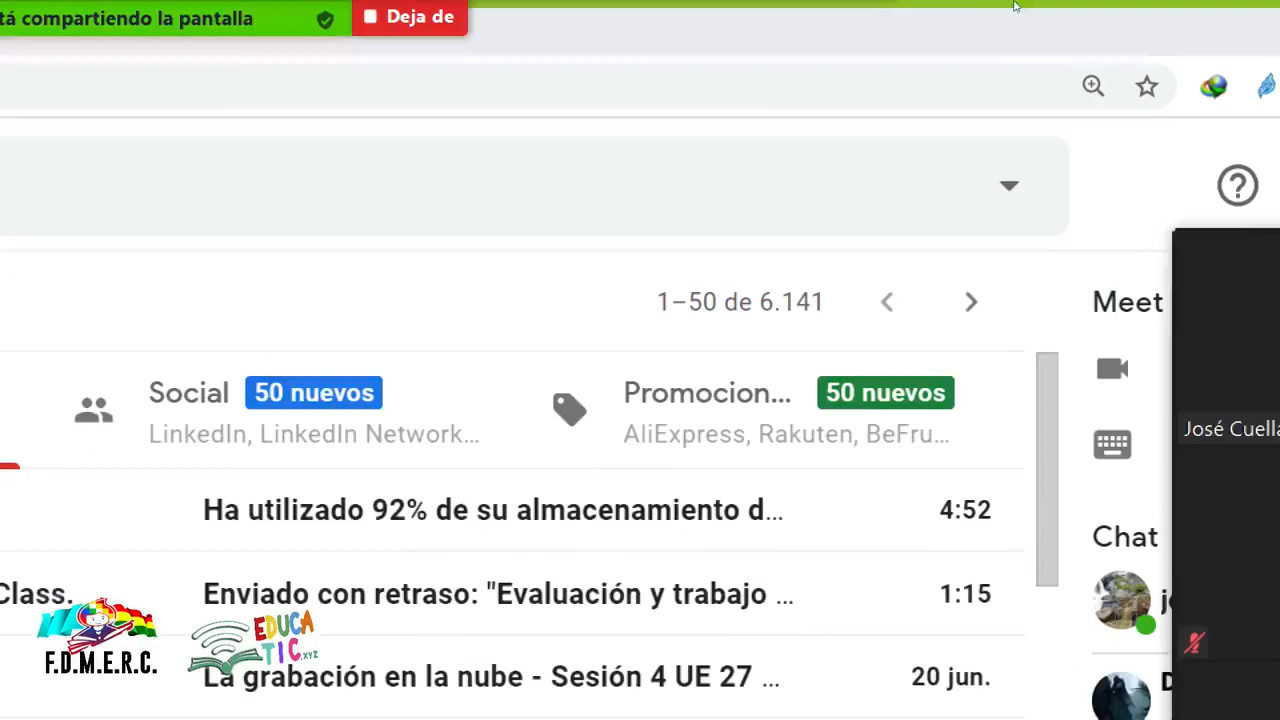 tá compartiendo la pantalla
Deja de
1–50 de 6.141
Meet
Social 50 nuevos
Promocion... 50 nuevos
LinkedIn, LinkedIn Network...
AliExpress, Rakuten, BeFru...
José Cuella
Ha utilizado 92% de su almacenamiento d... 4:52
Chat
Class. Enviado con retraso: "Evaluación y trabajo ... 1:15
F.D.M.E.R.C.
EDUCA
TIC.xyz
La grabación en la nube - Sesión 4 UE 27 ... 20 jun.